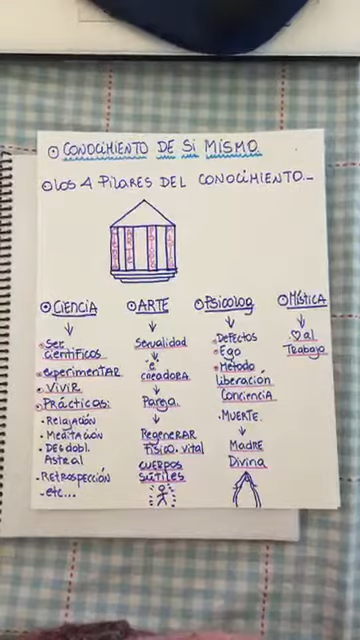 ⊙ CONOCIMIENTO DE SI MISMO.
⊙ LOS 4 PILARES DEL CONOCIMIENTO...
⊙ CIENCIA
• Ser
científicos
• experimentar
• VIVIR
• PRÁCTICAS:
• Relajación
• Meditación
• Desdobl.
Astral
• RETROSPECCIÓN
- etc...
⊙ ARTE
Sexualidad
e
creadora
Pareja.
Regenerar
físico. vital
cuerpos
sútiles
⊙ Psicolog
• Defectos
• Ego
• Método
liberación
Conciencia
• MUERTE.
MADRE
Divina
⊙ Mística
♡ al
Trabajo